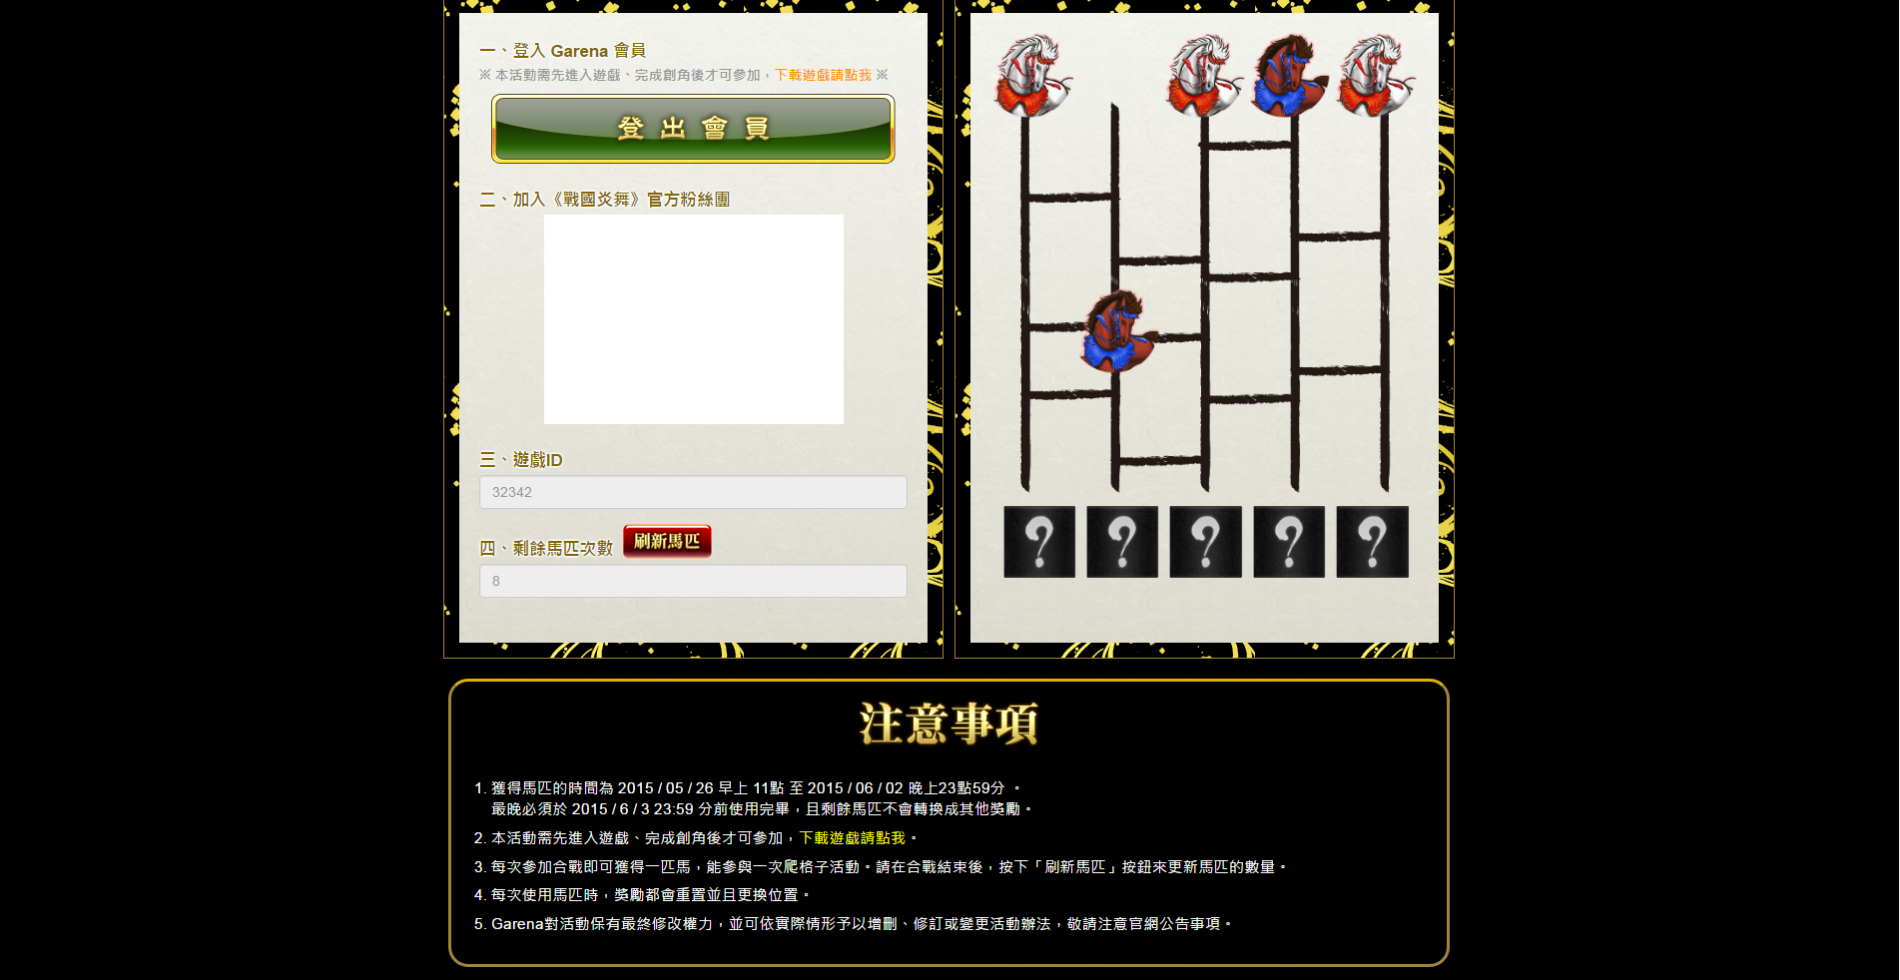 一、登入 Garena 會員
※ 本活動需先進入遊戲、完成創角後才可參加，下載遊戲請點我 ※
登出會員
二、加入《戰國炎舞》官方粉絲團
三、遊戲ID
32342
四、剩餘馬匹次數 刷新馬匹
8
? ? ? ? ?
注意事項
1. 獲得馬匹的時間為 2015 / 05 / 26 早上 11點 至 2015 / 06 / 02 晚上23點59分 。
最晚必須於 2015 / 6 / 3 23:59 分前使用完畢，且剩餘馬匹不會轉換成其他獎勵。
2. 本活動需先進入遊戲、完成創角後才可參加，下載遊戲請點我。
3. 每次參加合戰即可獲得一匹馬，能參與一次爬格子活動。請在合戰結束後，按下「刷新馬匹」按鈕來更新馬匹的數量。
4. 每次使用馬匹時，獎勵都會重置並且更換位置。
5. Garena對活動保有最終修改權力，並可依實際情形予以增刪、修訂或變更活動辦法，敬請注意官網公告事項。